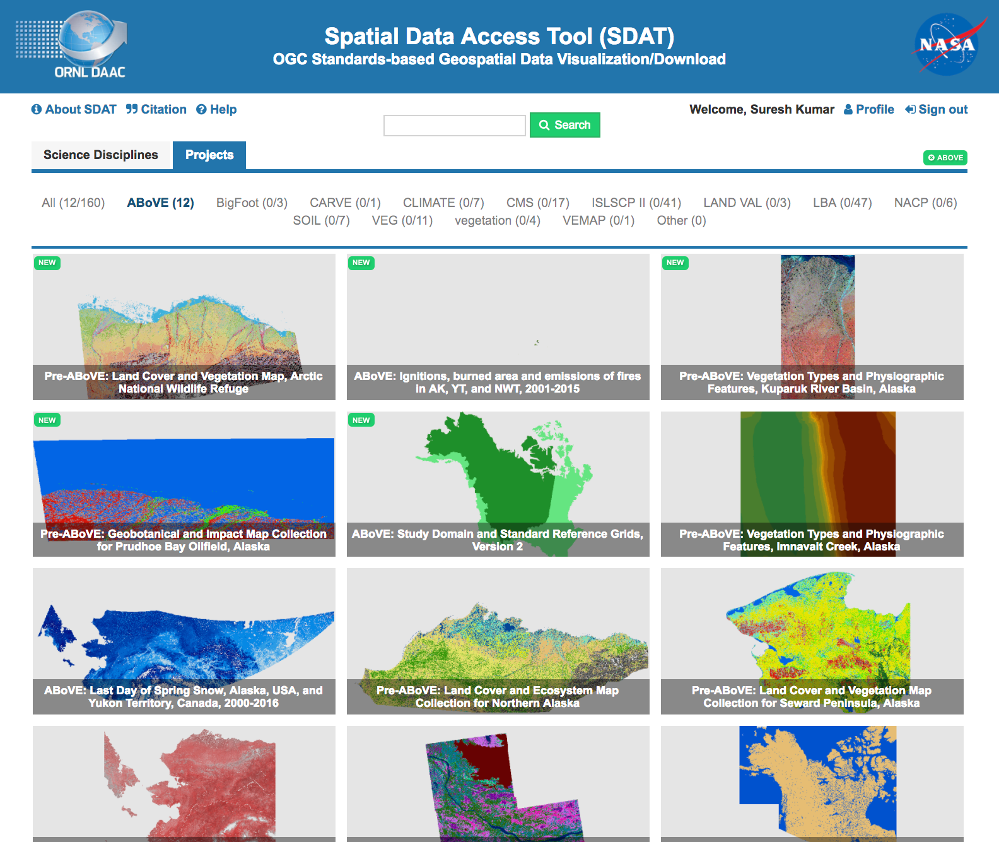 ORNL DAAC
Spatial Data Access Tool (SDAT)
OGC Standards-based Geospatial Data Visualization/Download
NASA
About SDAT Citation Help
Welcome, Suresh Kumar Profile Sign out
Search
Science Disciplines Projects
ABOVE
All (12/160) ABoVE (12) BigFoot (0/3) CARVE (0/1) CLIMATE (0/7) CMS (0/17) ISLSCP II (0/41) LAND VAL (0/3) LBA (0/47) NACP (0/6)
SOIL (0/7) VEG (0/11) vegetation (0/4) VEMAP (0/1) Other (0)
NEW
Pre-ABoVE: Land Cover and Vegetation Map, Arctic
National Wildlife Refuge
NEW
ABoVE: Ignitions, burned area and emissions of fires
in AK, YT, and NWT, 2001-2015
NEW
Pre-ABoVE: Vegetation Types and Physiographic
Features, Kuparuk River Basin, Alaska
NEW
Pre-ABoVE: Geobotanical and Impact Map Collection
for Prudhoe Bay Oilfield, Alaska
NEW
ABoVE: Study Domain and Standard Reference Grids,
Version 2
Pre-ABoVE: Vegetation Types and Physiographic
Features, Imnavait Creek, Alaska
ABoVE: Last Day of Spring Snow, Alaska, USA, and
Yukon Territory, Canada, 2000-2016
Pre-ABoVE: Land Cover and Ecosystem Map
Collection for Northern Alaska
Pre-ABoVE: Land Cover and Vegetation Map
Collection for Seward Peninsula, Alaska